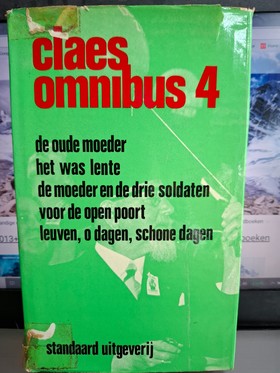 claes
omnibus 4
de oude moeder
het was lente
de moeder en de drie soldaten
voor de open poort
leuven, o dagen, schone dagen
standaard uitgeverij